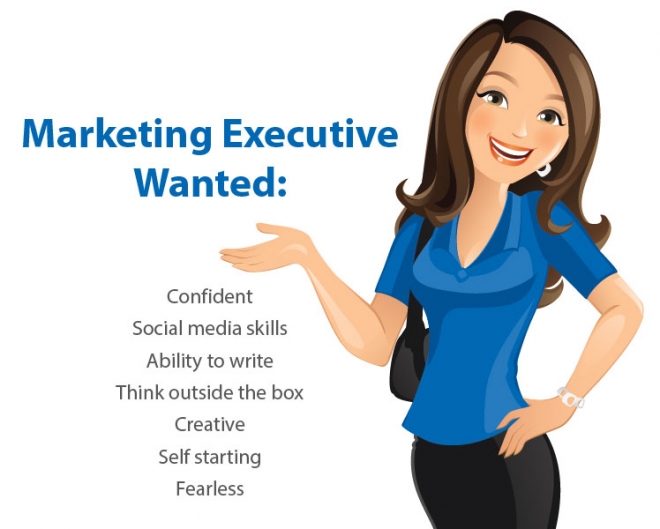 Marketing Executive
Wanted:
Confident
Social media skills
Ability to write
Think outside the box
Creative
Self starting
Fearless